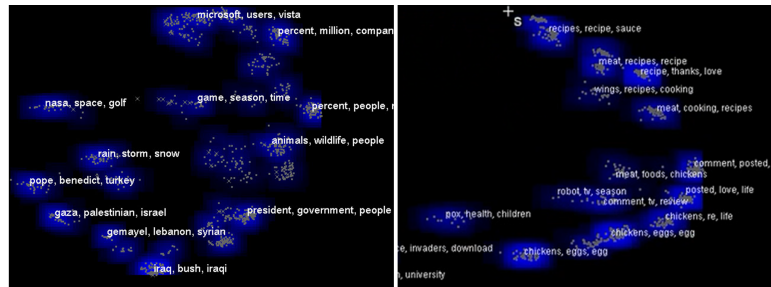 microsoft, users, vista
percent, million, compan
nasa, space, golf
game, season, time
percent, people, r
animals, wildlife, people
rain, storm, snow
pope, benedict, turkey
gaza, palestinian, israel
president, government, people
gemayel, lebanon, syrian
iraq, bush, iraqi
S
recipes, recipe, sauce
meat, recipes, recipe
recipe, thanks, love
wings, recipes, cooking
meat, cooking, recipes
comment, posted,
meat, foods, chickens
robot, tv, season
posted, love, life
comment, tv, review
pox, health, children
chickens, re, life
chickens, eggs, egg
ce, invaders, download
chickens, eggs, egg
n, university